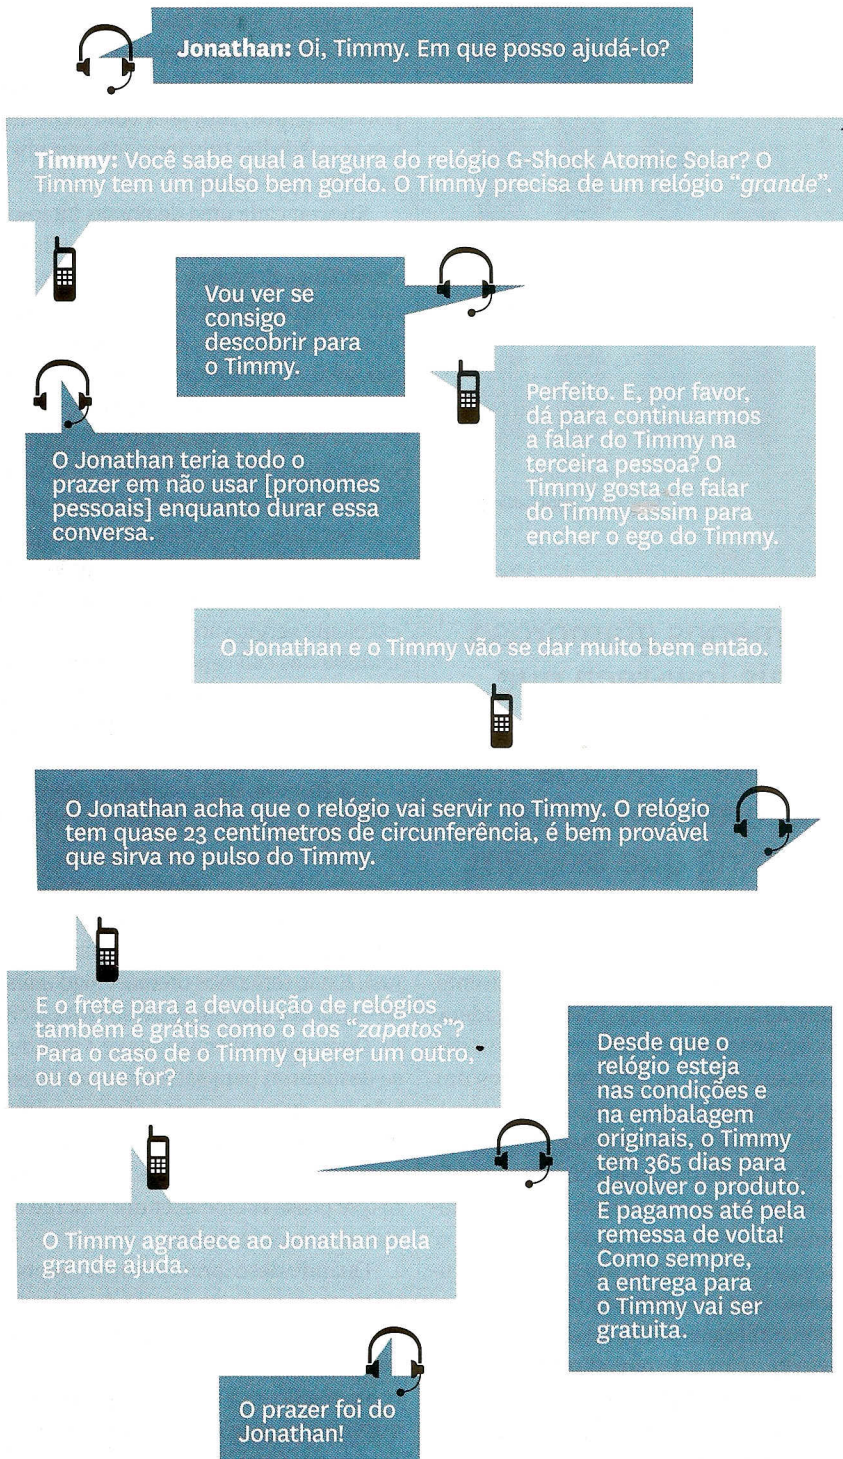 Jonathan: Oi, Timmy. Em que posso ajudá-lo?
Timmy: Você sabe qual a largura do relógio G-Shock Atomic Solar? O
Timmy tem um pulso bem gordo. O Timmy precisa de um relógio “grande”.
Vou ver se
consigo
descobrir para
o Timmy.
Perfeito. E, por favor,
dá para continuarmos
a falar do Timmy na
terceira pessoa? O
Timmy gosta de falar
do Timmy assim para
encher o ego do Timmy.
O Jonathan teria todo o
prazer em não usar [pronomes
pessoais] enquanto durar essa
conversa.
O Jonathan e o Timmy vão se dar muito bem então.
O Jonathan acha que o relógio vai servir no Timmy. O relógio
tem quase 23 centímetros de circunferência, é bem provável
que sirva no pulso do Timmy.
E o frete para a devolução de relógios
também é grátis como o dos “zapatos”?
Para o caso de o Timmy querer um outro,
ou o que for?
Desde que o
relógio esteja
nas condições e
na embalagem
originais, o Timmy
tem 365 dias para
devolver o produto.
E pagamos até pela
remessa de volta!
Como sempre,
a entrega para
o Timmy vai ser
gratuita.
O Timmy agradece ao Jonathan pela
grande ajuda.
O prazer foi do
Jonathan!